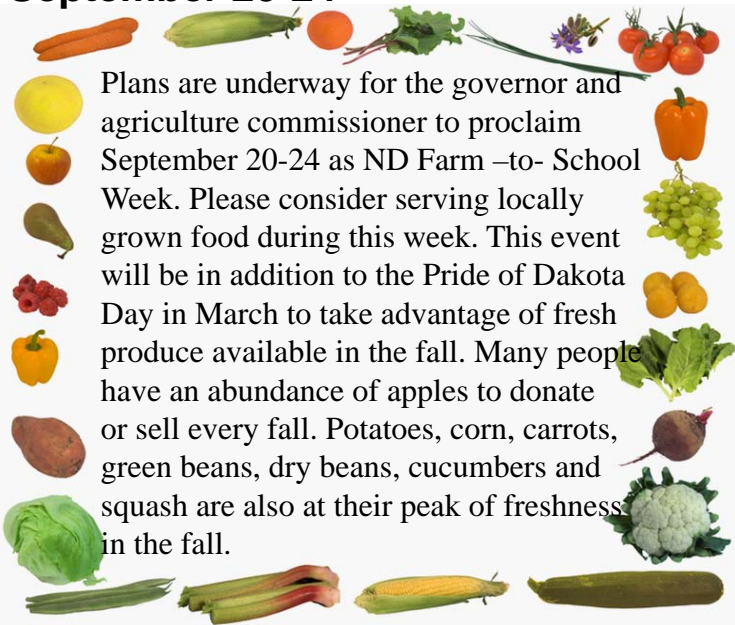 September 20-24
Plans are underway for the governor and
agriculture commissioner to proclaim
September 20-24 as ND Farm –to- School
Week. Please consider serving locally
grown food during this week. This event
will be in addition to the Pride of Dakota
Day in March to take advantage of fresh
produce available in the fall. Many people
have an abundance of apples to donate
or sell every fall. Potatoes, corn, carrots,
green beans, dry beans, cucumbers and
squash are also at their peak of freshness
in the fall.